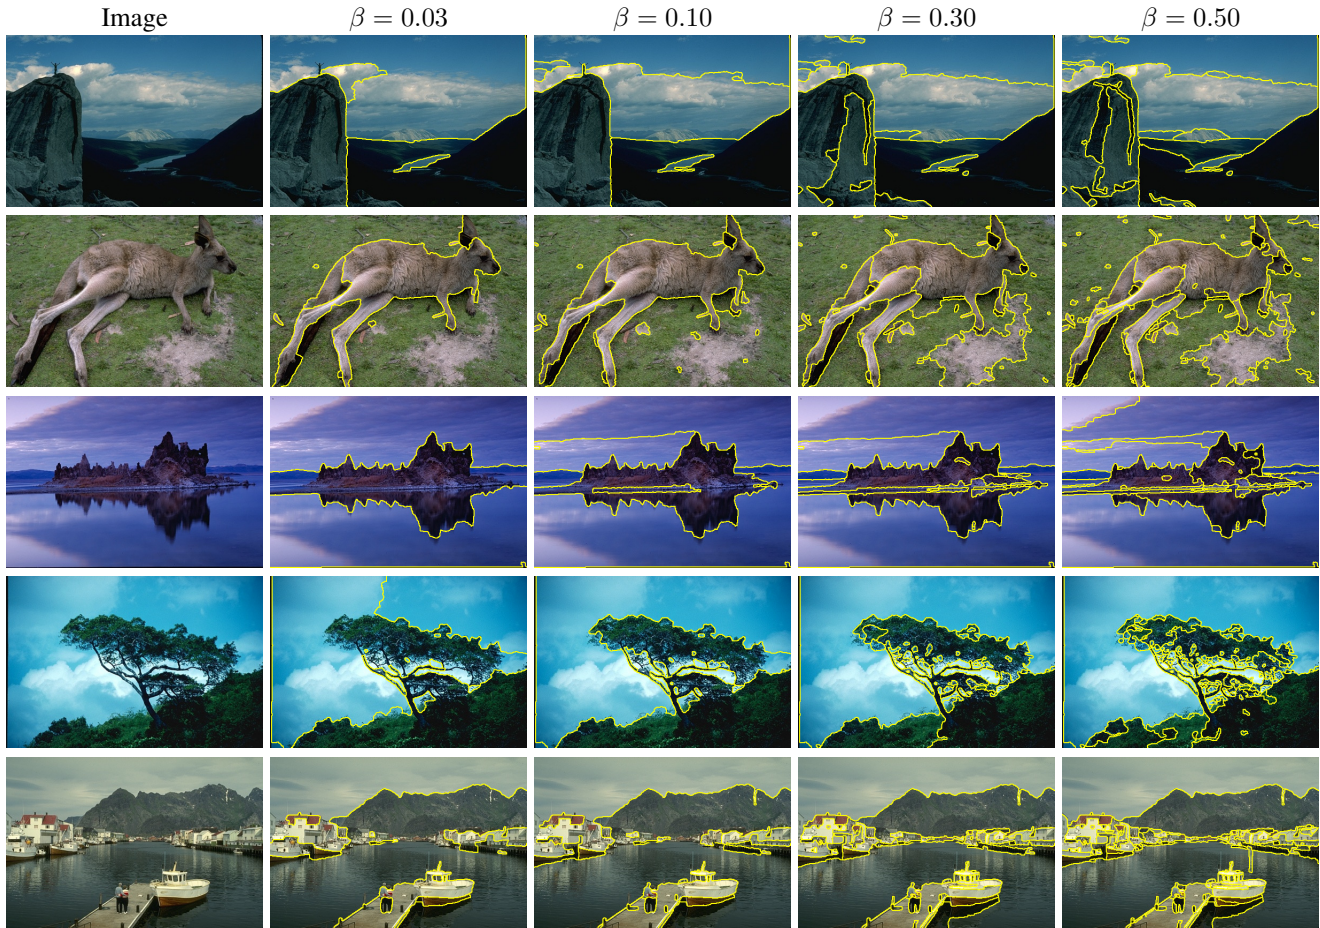 Image β = 0.03 β = 0.10 β = 0.30 β = 0.50